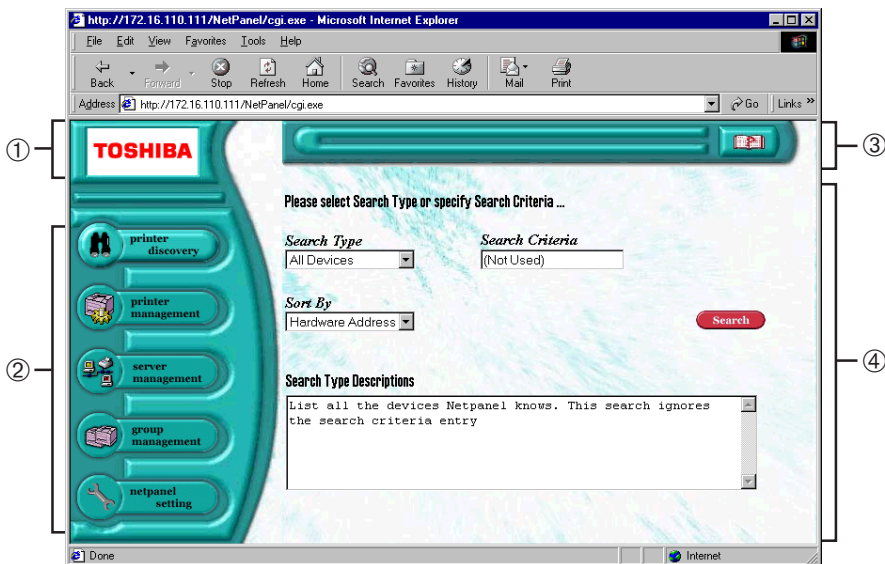 http://172.16.110.111/NetPanel/cgi.exe - Microsoft Internet Explorer
File Edit View Favorites Tools Help
Back Forward Stop Refresh Home Search Favorites History Mail Print
Address http://172.16.110.111/NetPanel/cgi.exe Go Links »
① TOSHIBA ③
Please select Search Type or specify Search Criteria ...
printer discovery
Search Type Search Criteria
All Devices (Not Used)
printer management
Sort By
Hardware Address Search
② server management ④
Search Type Descriptions
List all the devices Netpanel knows. This search ignores
the search criteria entry
group management
netpanel setting
Done Internet